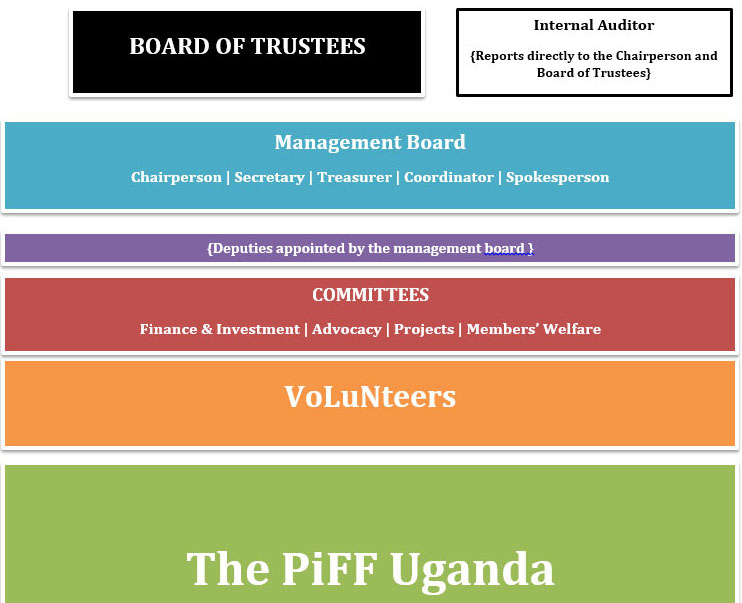 BOARD OF TRUSTEES
Internal Auditor
{Reports directly to the Chairperson and
Board of Trustees}
Management Board
Chairperson | Secretary | Treasurer | Coordinator | Spokesperson
{Deputies appointed by the management board }
COMMITTEES
Finance & Investment | Advocacy | Projects | Members’ Welfare
VoLuNteers
The PiFF Uganda